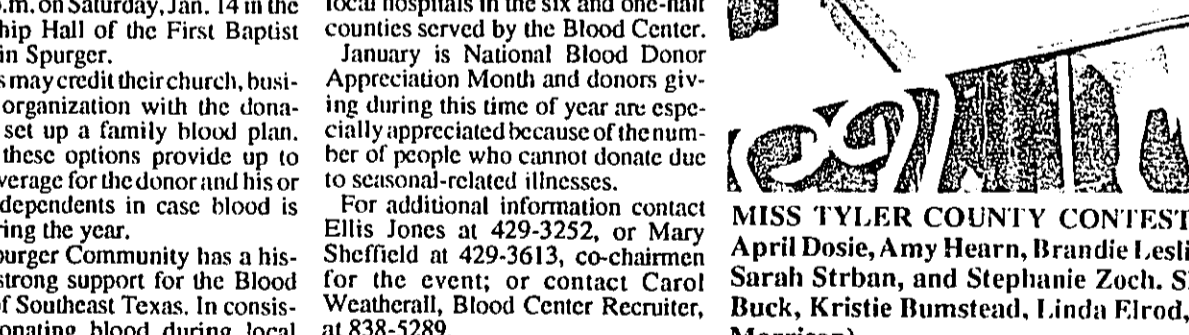 p.m. on Saturday, Jan. 14 in the
hip Hall of the First Baptist
in Spurger.
s may credit their church, busi-
organization with the dona-
set up a family blood plan.
these options provide up to
verage for the donor and his or
dependents in case blood is
ring the year.
urger Community has a his-
strong support for the Blood
of Southeast Texas. In consis-
onating blood during local
local hospitals in the six and one-half
counties served by the Blood Center.
January is National Blood Donor
Appreciation Month and donors giv-
ing during this time of year are espe-
cially appreciated because of the num-
ber of people who cannot donate due
to seasonal-related illnesses.
For additional information contact
Ellis Jones at 429-3252, or Mary
Sheffield at 429-3613, co-chairmen
for the event; or contact Carol
Weatherall, Blood Center Recruiter,
at 838-5289.
MISS TYLER COUNTY CONTEST
April Dosie, Amy Hearn, Brandie Lesli
Sarah Strban, and Stephanie Zoch. S
Buck, Kristie Bumstead, Linda Elrod,
Morrison)